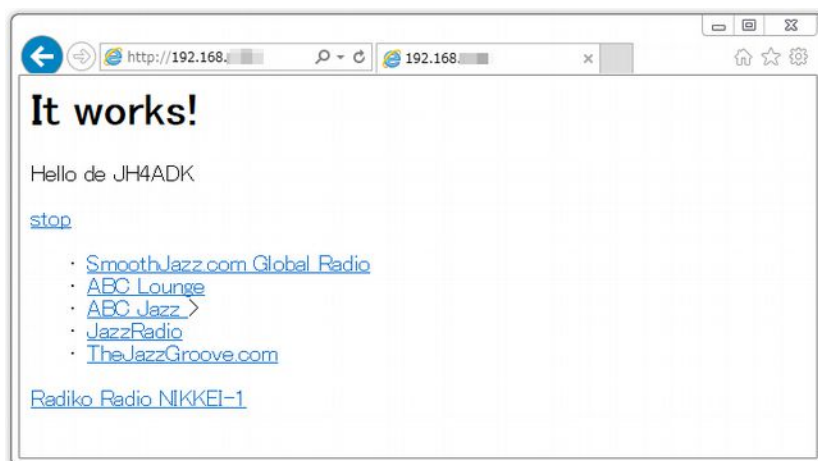 http://192.168.
192.168.
It works!
Hello de JH4ADK
stop
・ SmoothJazz.com Global Radio
・ ABC Lounge
・ ABC Jazz >
・ JazzRadio
・ TheJazzGroove.com
Radiko Radio NIKKEI-1